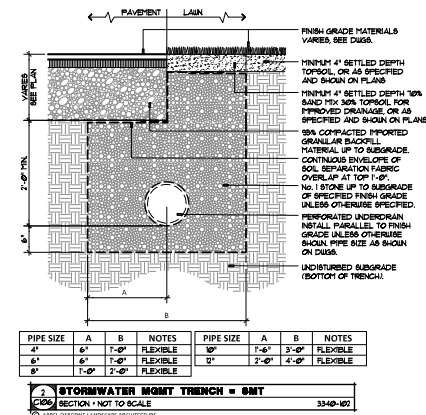 PAVEMENT LAWN
FINISH GRADE MATERIALS
VARIES, SEE DWGS.
MINIMUM 4" SETTLED DEPTH
TOPSOIL, OR AS SPECIFIED
AND SHOWN ON PLANS
MINIMUM 4" SETTLED DEPTH 70%
SAND MIX 30% TOPSOIL FOR
IMPROVED DRAINAGE, OR AS
SPECIFIED AND SHOWN ON PLANS
95% COMPACTED IMPORTED
GRANULAR BACKFILL
MATERIAL UP TO SUBGRADE.
CONTINUOUS ENVELOPE OF
SOIL SEPARATION FABRIC
OVERLAP AT TOP 1'-0".
No. 1 STONE UP TO SUBGRADE
OF SPECIFIED FINISH GRADE
UNLESS OTHERWISE SPECIFIED.
PERFORATED UNDERDRAIN
INSTALL PARALLEL TO FINISH
GRADE UNLESS OTHERWISE
SHOWN. PIPE SIZE AS SHOWN
ON DWGS.
UNDISTURBED SUBGRADE
(BOTTOM OF TRENCH).
VARIES
SEE PLAN
2'-0" MIN.
6"
A
B
PIPE SIZE A B NOTES PIPE SIZE A B NOTES
4" 6" 1'-0" FLEXIBLE 10" 1'-6" 3'-0" FLEXIBLE
6" 6" 1'-0" FLEXIBLE 12" 2'-0" 4'-0" FLEXIBLE
8" 1'-0" 2'-0" FLEXIBLE
2 STORMWATER MGMT TRENCH - SMT
C106 SECTION - NOT TO SCALE 3340-102
© APPEL OSBORNE LANDSCAPE ARCHITECTURE